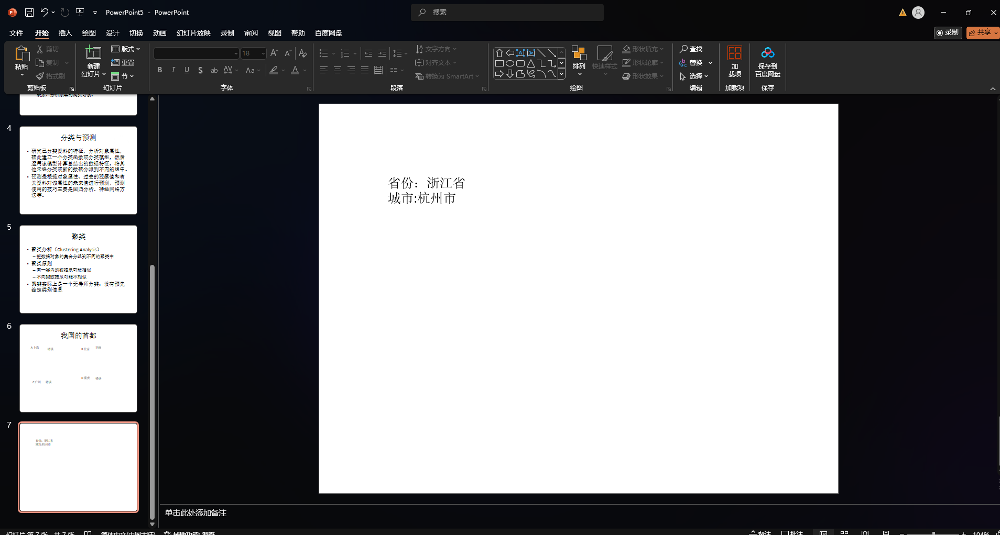 PowerPoint5 - PowerPoint
搜索
文件 开始 插入 绘图 设计 切换 动画 幻灯片放映 录制 审阅 视图 帮助 百度网盘
录制 共享
粘贴
剪切
复制
格式刷
剪贴板
新建
幻灯片
版式
重置
节
幻灯片
18
字体
文字方向
对齐文本
转换为 SmartArt
段落
排列
快速样式
形状填充
形状轮廓
形状效果
绘图
查找
替换
选择
编辑
加
载项
加载项
保存到
百度网盘
保存
4
分类与预测
• 研究已分类资料的特征，分析对象属性，
据此建立一个分类函数或分类模型，然后
运用该模型计算总结出的数据特征，将其
他未经分类或新的数据分派到不同的组中。
• 预测是根据对象属性、过去的观察值和有
关资料对该属性的未来值进行预测，预测
使用的技巧主要是回归分析、神经网络方
法等。
5
聚类
• 聚类分析（Clustering Analysis）
– 把数据对象的集合分组到不同的聚类中
• 聚类原则
– 同一类内的数据尽可能相似
– 不同类数据尽可能不相似
• 聚类实际上是一个无导师分类：没有预先
给定类别信息
6
我国的首都
A 上海 错误 B 北京 正确
C 广州 错误 D 重庆 错误
7
省份：浙江省
城市:杭州市
省份：浙江省
城市:杭州市
单击此处添加备注
幻灯片 第 7 张，共 7 张 简体中文(中国大陆) 辅助功能: 调查 备注 批注 104%